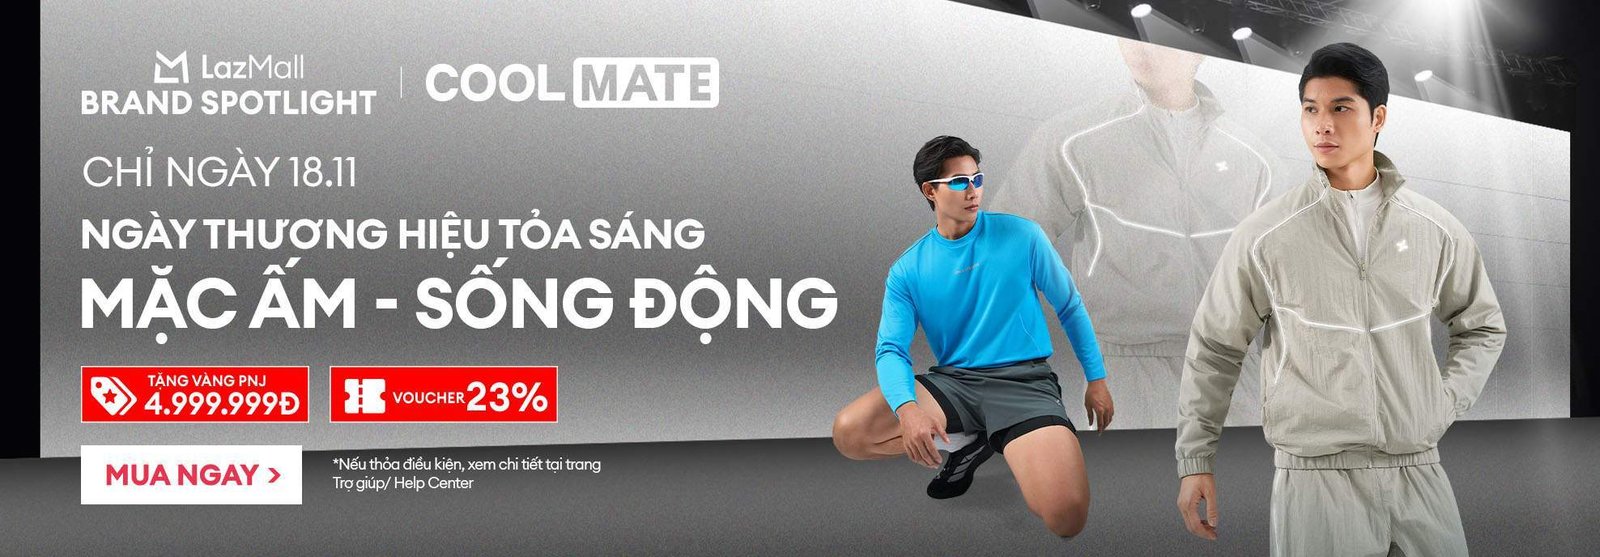 LazMall
BRAND SPOTLIGHT
COOLMATE
CHỈ NGÀY 18.11
NGÀY THƯƠNG HIỆU TỎA SÁNG
MẶC ẤM - SỐNG ĐỘNG
TẶNG VÀNG PNJ
4.999.999Đ
VOUCHER 23%
MUA NGAY >
*Nếu thỏa điều kiện, xem chi tiết tại trang
Trợ giúp/ Help Center